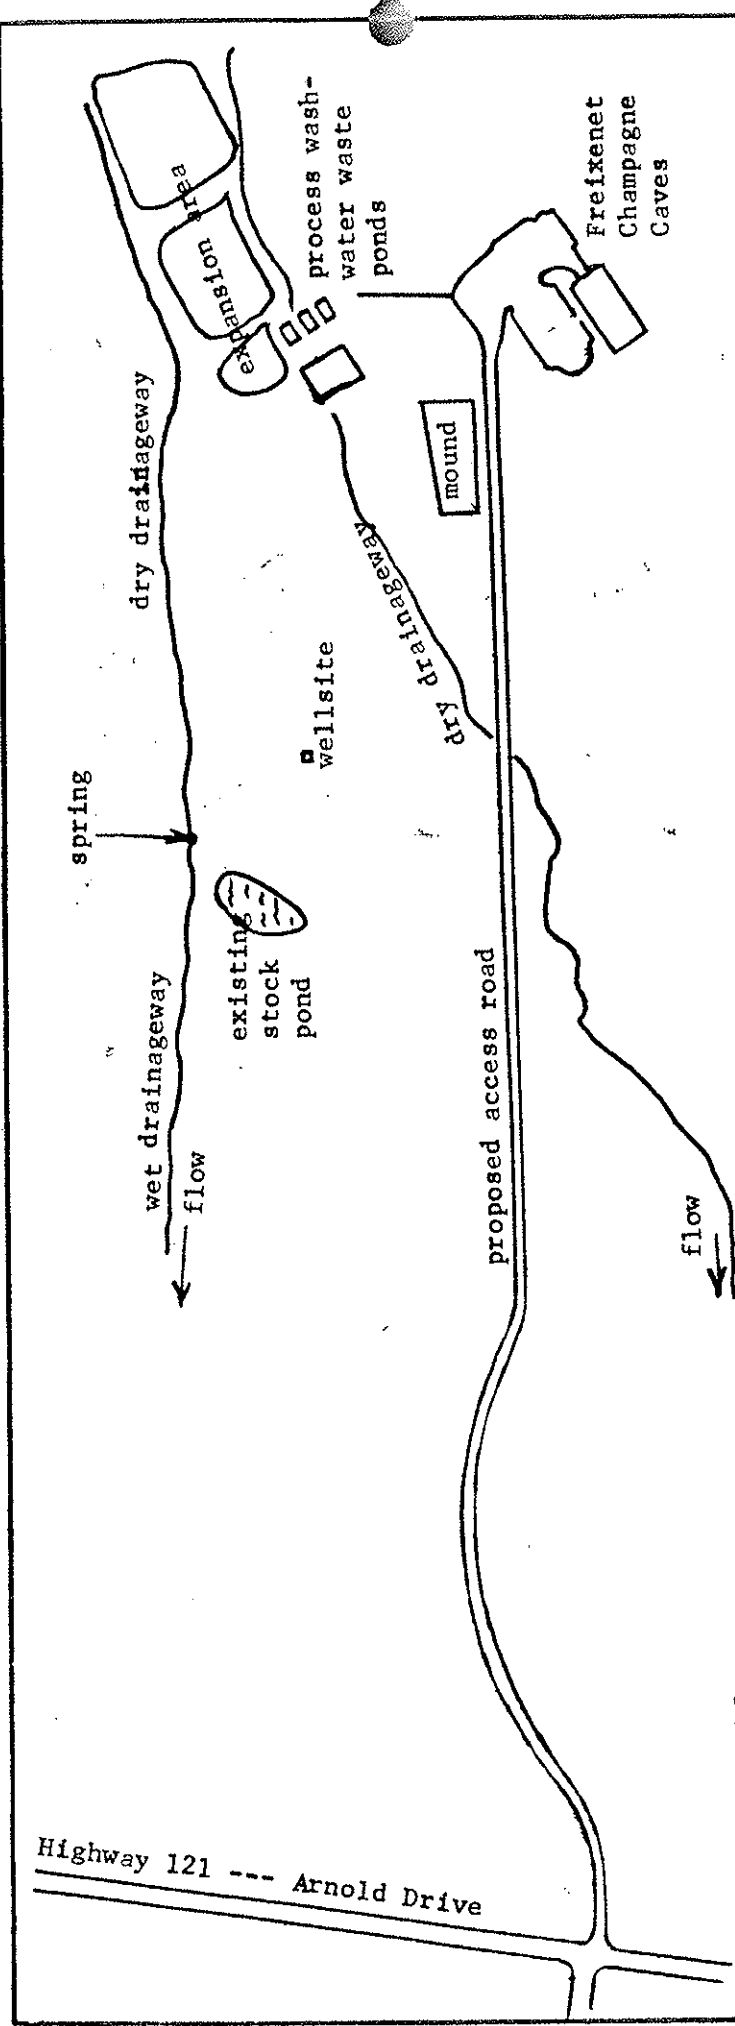 process wash-
water waste
ponds
Freixenet
Champagne
Caves
expansion area
dry drainageway
mound
dry drainageway
wellsite
spring
existing
stock
pond
wet drainageway
flow
proposed access road
flow
Highway 121 --- Arnold Drive